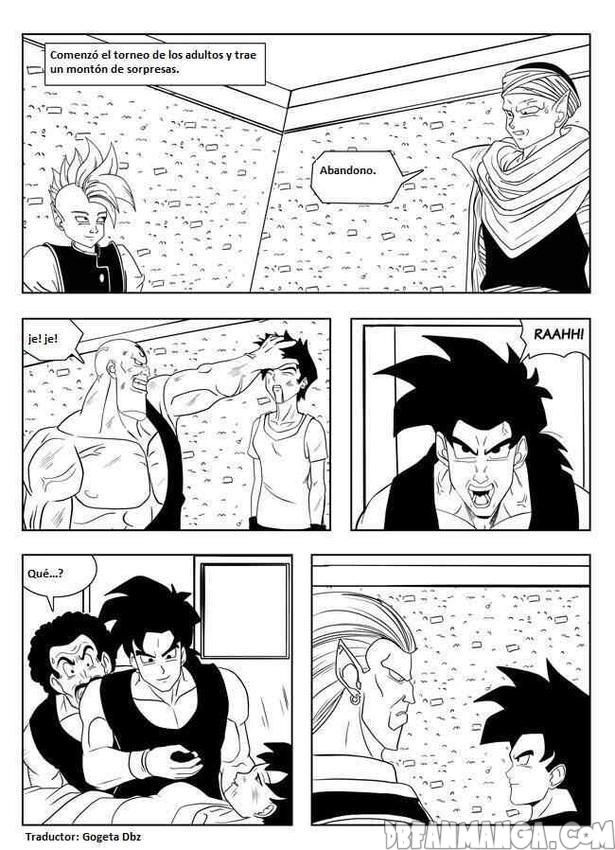 Comenzó el torneo de los adultos y trae
un montón de sorpresas.
Abandono.
je! je!
RAAHH!
Qué...?
Traductor: Gogeta Dbz
DBFANMANGA.COM